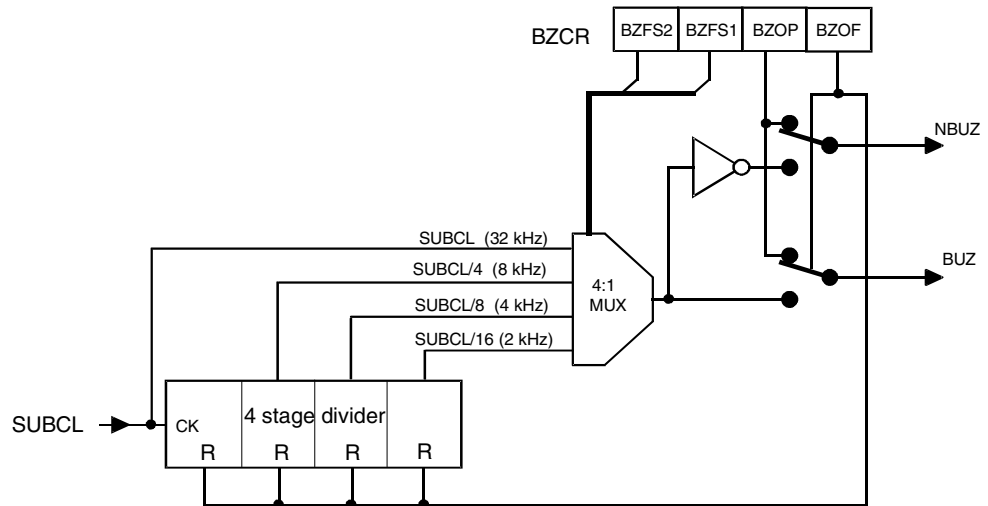 BZCR BZFS2 BZFS1 BZOP BZOF
NBUZ
SUBCL (32 kHz)
SUBCL/4 (8 kHz)
BUZ
4:1
MUX
SUBCL/8 (4 kHz)
SUBCL/16 (2 kHz)
SUBCL
CK
4 stage divider
R R R R